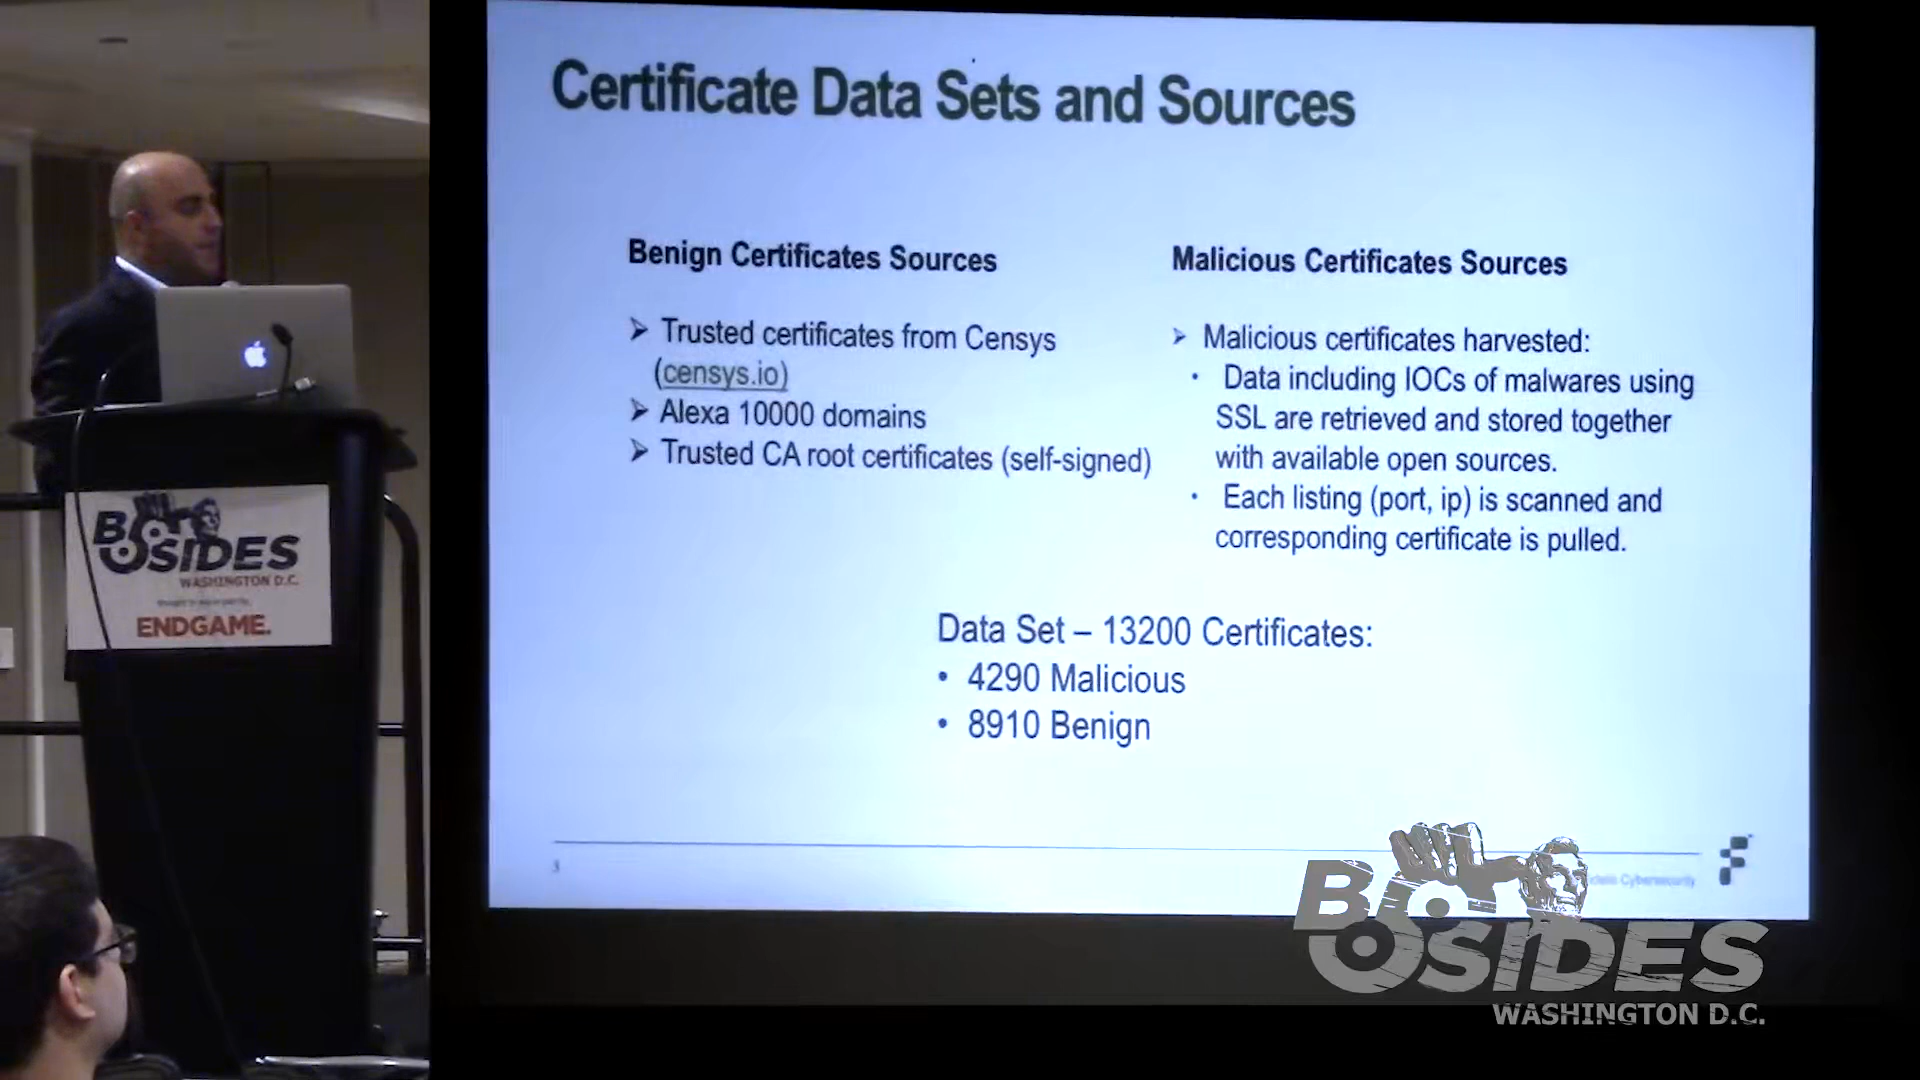 Certificate Data Sets and Sources
Benign Certificates Sources
➢ Trusted certificates from Censys
(censys.io)
➢ Alexa 10000 domains
➢ Trusted CA root certificates (self-signed)
Malicious Certificates Sources
➢ Malicious certificates harvested:
• Data including IOCs of malwares using
SSL are retrieved and stored together
with available open sources.
• Each listing (port, ip) is scanned and
corresponding certificate is pulled.
Data Set – 13200 Certificates:
• 4290 Malicious
• 8910 Benign
3
Cybersecurity
BSIDES
WASHINGTON D.C.
ENDGAME.
BSIDES
WASHINGTON D.C.